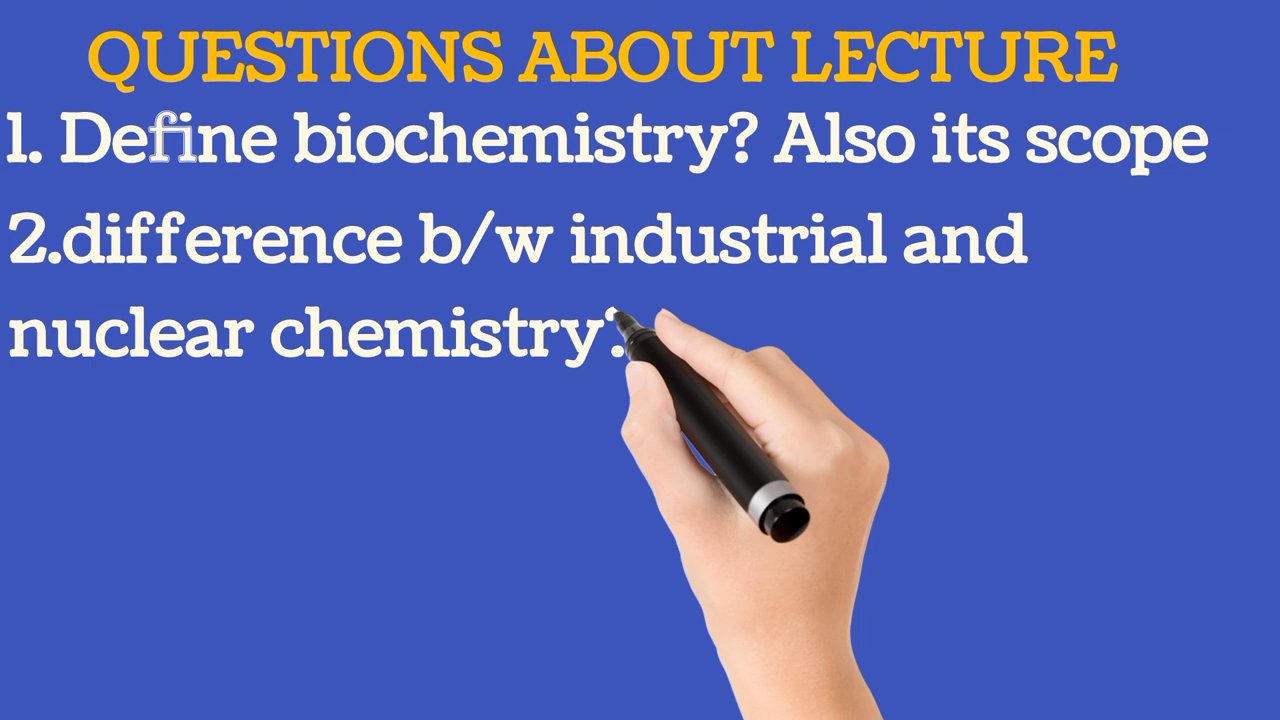 QUESTIONS ABOUT LECTURE
1. Define biochemistry? Also its scope
2.difference b/w industrial and
nuclear chemistry?